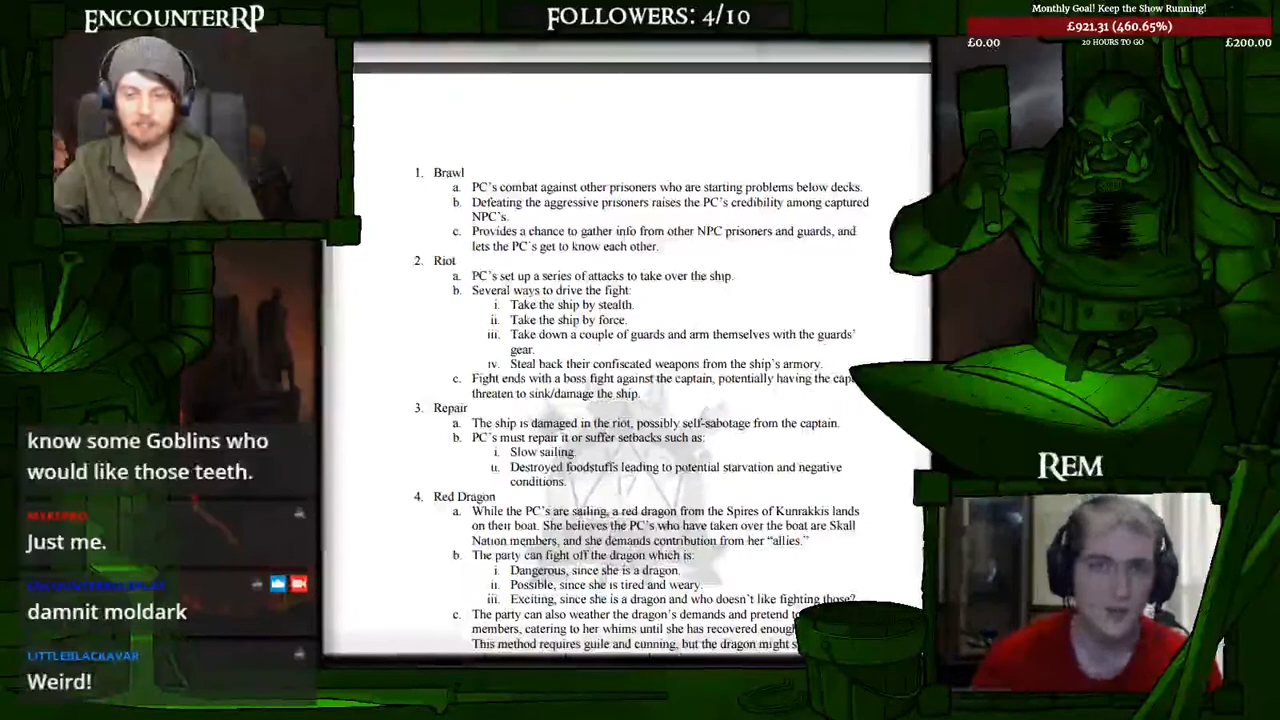 ENCOUNTERRP
FOLLOWERS: 4/10
Monthly Goal! Keep the Show Running!
£921.31 (460.65%)
£0.00
20 HOURS TO GO
£200.00
1. Brawl
a. PC's combat against other prisoners who are starting problems below decks.
b. Defeating the aggressive prisoners raises the PC's credibility among captured
NPC's.
c. Provides a chance to gather info from other NPC prisoners and guards, and
lets the PC's get to know each other.
2. Riot
a. PC's set up a series of attacks to take over the ship.
b. Several ways to drive the fight:
i. Take the ship by stealth.
ii. Take the ship by force.
iii. Take down a couple of guards and arm themselves with the guards'
gear.
iv. Steal back their confiscated weapons from the ship's armory.
c. Fight ends with a boss fight against the captain, potentially having the
threaten to sink/damage the ship.
3. Repair
a. The ship is damaged in the riot, possibly self-sabotage from the captain.
b. PC's must repair it or suffer setbacks such as:
i. Slow sailing.
ii. Destroyed foodstuffs leading to potential starvation and negative
conditions.
4. Red Dragon
a. While the PC's are sailing, a red dragon from the Spires of Kunrakkis lands
on their boat. She believes the PC's who have taken over the boat are Skall
Nation members, and she demands contribution from her “allies.”
b. The party can fight off the dragon which is:
i. Dangerous, since she is a dragon.
ii. Possible, since she is tired and weary.
iii. Exciting, since she is a dragon and who doesn't like fighting those?
c. The party can also weather the dragon's demands and pretend
members, catering to her whims until she has recovered
This method requires guile and cunning, but the dragon might
know some Goblins who
would like those teeth.
MYKEPRO
Just me.
ENCOUNTERROLEPLAY
damnit moldark
LITTLEBLACKAVAR
Weird!
REM